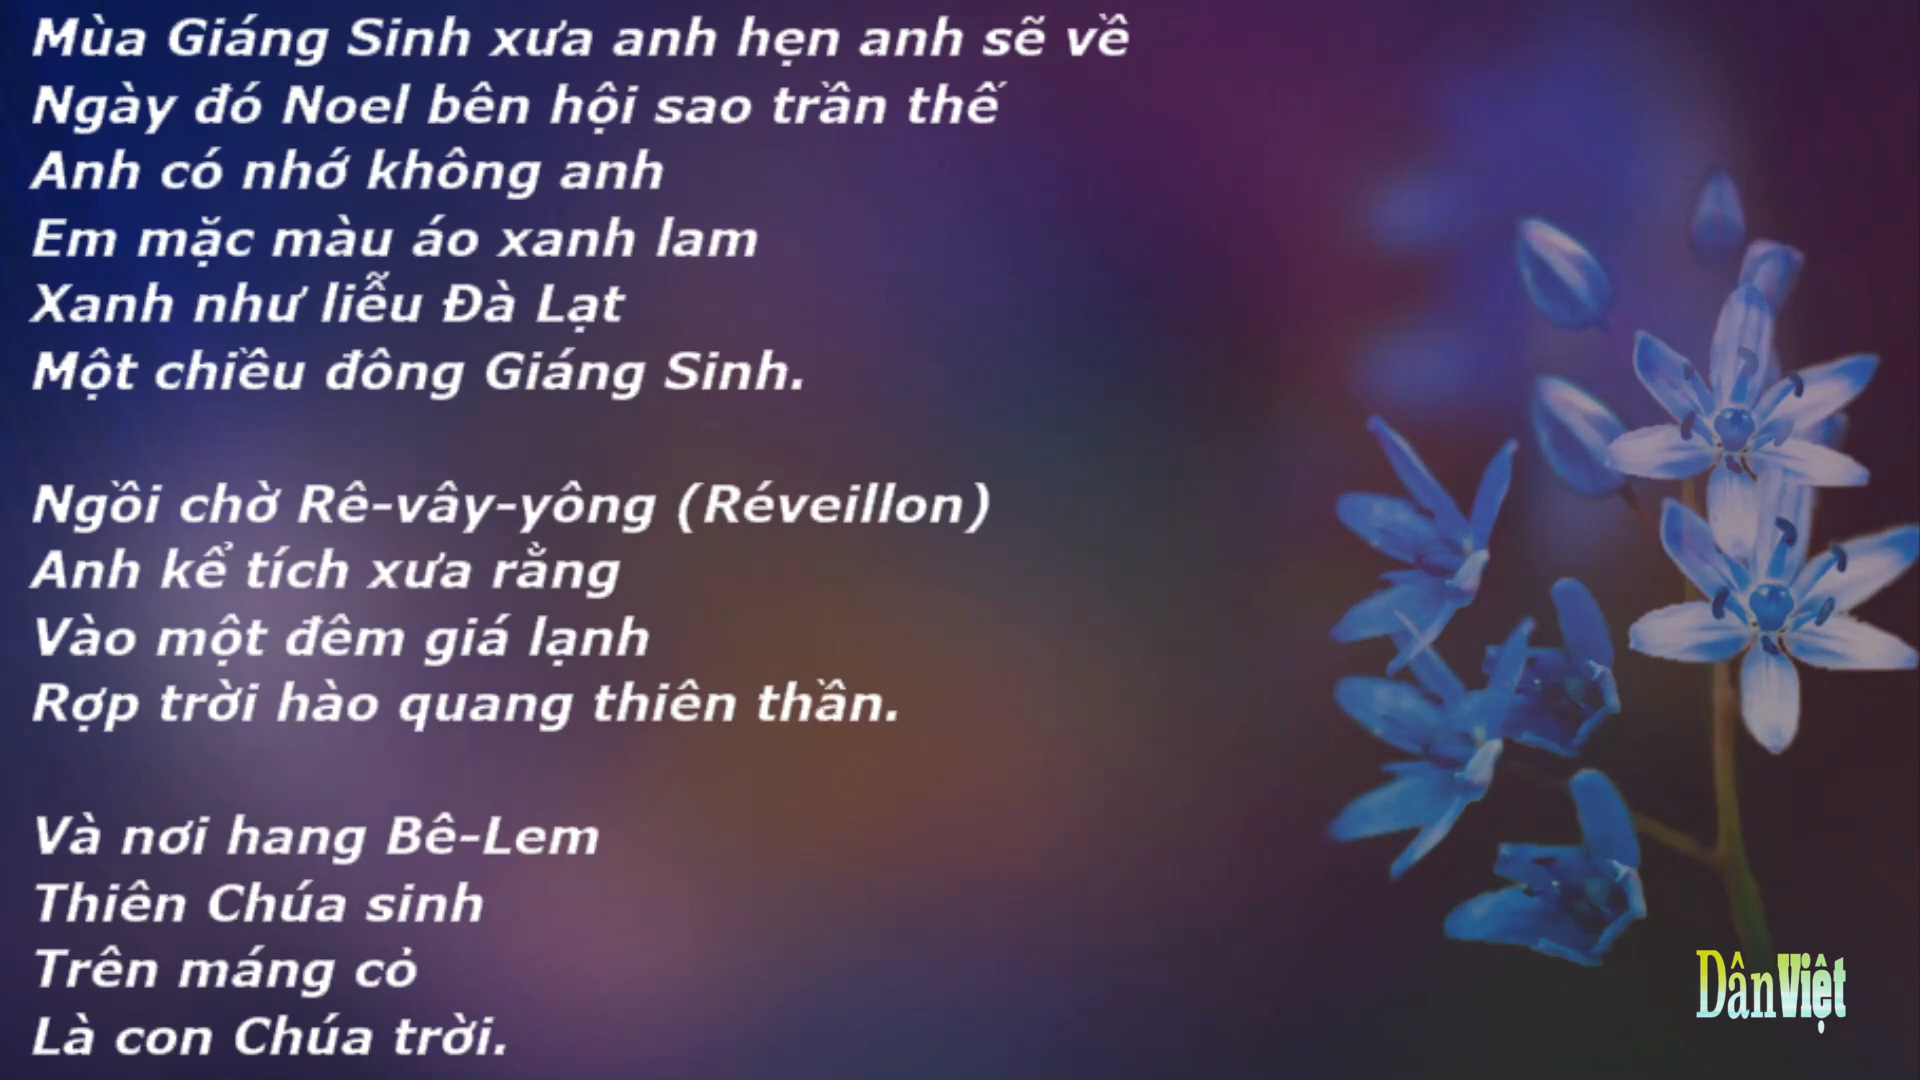 Mùa Giáng Sinh xưa anh hẹn anh sẽ về
Ngày đó Noel bên hội sao trần thế
Anh có nhớ không anh
Em mặc màu áo xanh lam
Xanh như liễu Đà Lạt
Một chiều đông Giáng Sinh.
Ngồi chờ Rê-vây-yông (Réveillon)
Anh kể tích xưa rằng
Vào một đêm giá lạnh
Rợp trời hào quang thiên thần.
Và nơi hang Bê-Lem
Thiên Chúa sinh
Trên máng cỏ
Là con Chúa trời.
DânViệt